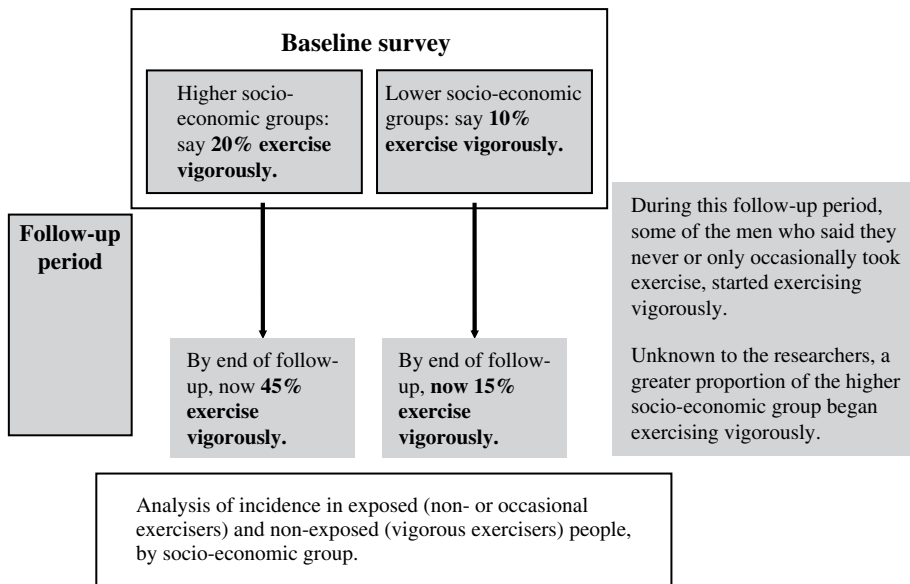 Baseline survey
Higher socio-
economic groups:
say 20% exercise
vigorously.
Lower socio-economic
groups: say 10%
exercise vigorously.
Follow-up
period
During this follow-up period,
some of the men who said they
never or only occasionally took
exercise, started exercising
vigorously.
Unknown to the researchers, a
greater proportion of the higher
socio-economic group began
exercising vigorously.
By end of follow-
up, now 45%
exercise
vigorously.
By end of follow-
up, now 15%
exercise
vigorously.
Analysis of incidence in exposed (non- or occasional
exercisers) and non-exposed (vigorous exercisers) people,
by socio-economic group.